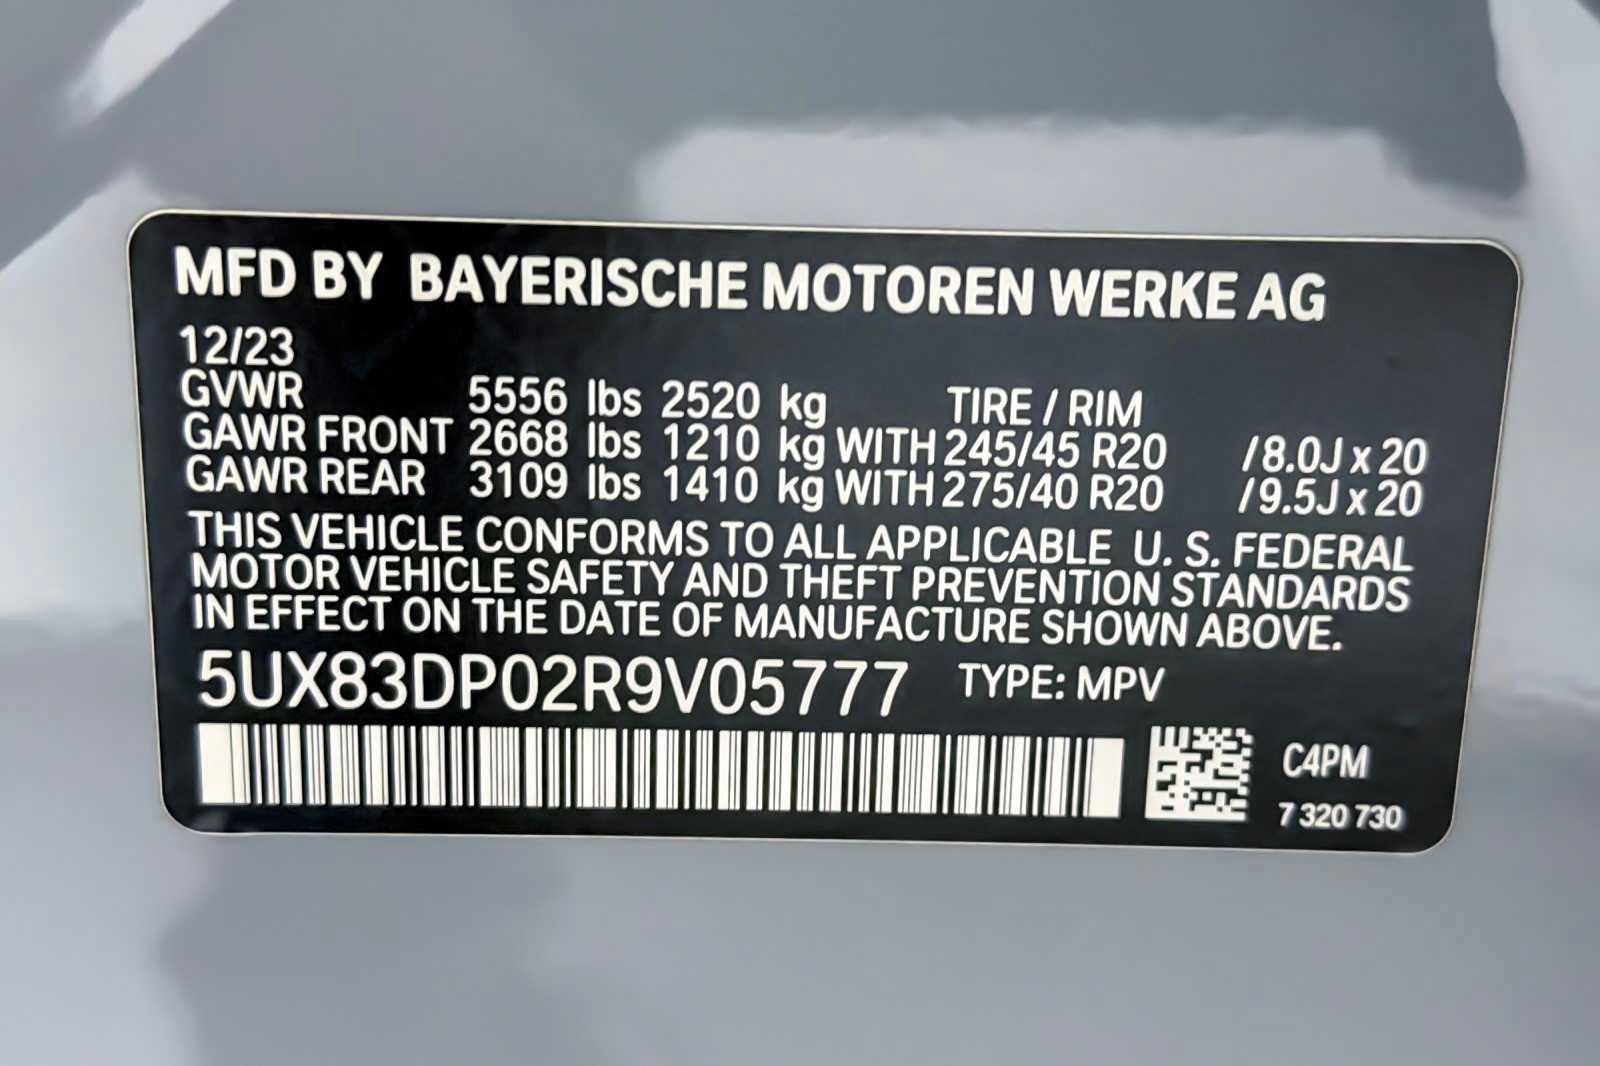 MFD BY BAYERISCHE MOTOREN WERKE AG
12/23
GVWR 5556 lbs 2520 kg TIRE / RIM
GAWR FRONT 2668 lbs 1210 kg WITH 245/45 R20 /8.0J x 20
GAWR REAR 3109 lbs 1410 kg WITH 275/40 R20 /9.5J x 20
THIS VEHICLE CONFORMS TO ALL APPLICABLE U. S. FEDERAL
MOTOR VEHICLE SAFETY AND THEFT PREVENTION STANDARDS
IN EFFECT ON THE DATE OF MANUFACTURE SHOWN ABOVE.
5UX83DP02R9V05777 TYPE: MPV
C4PM
7 320 730